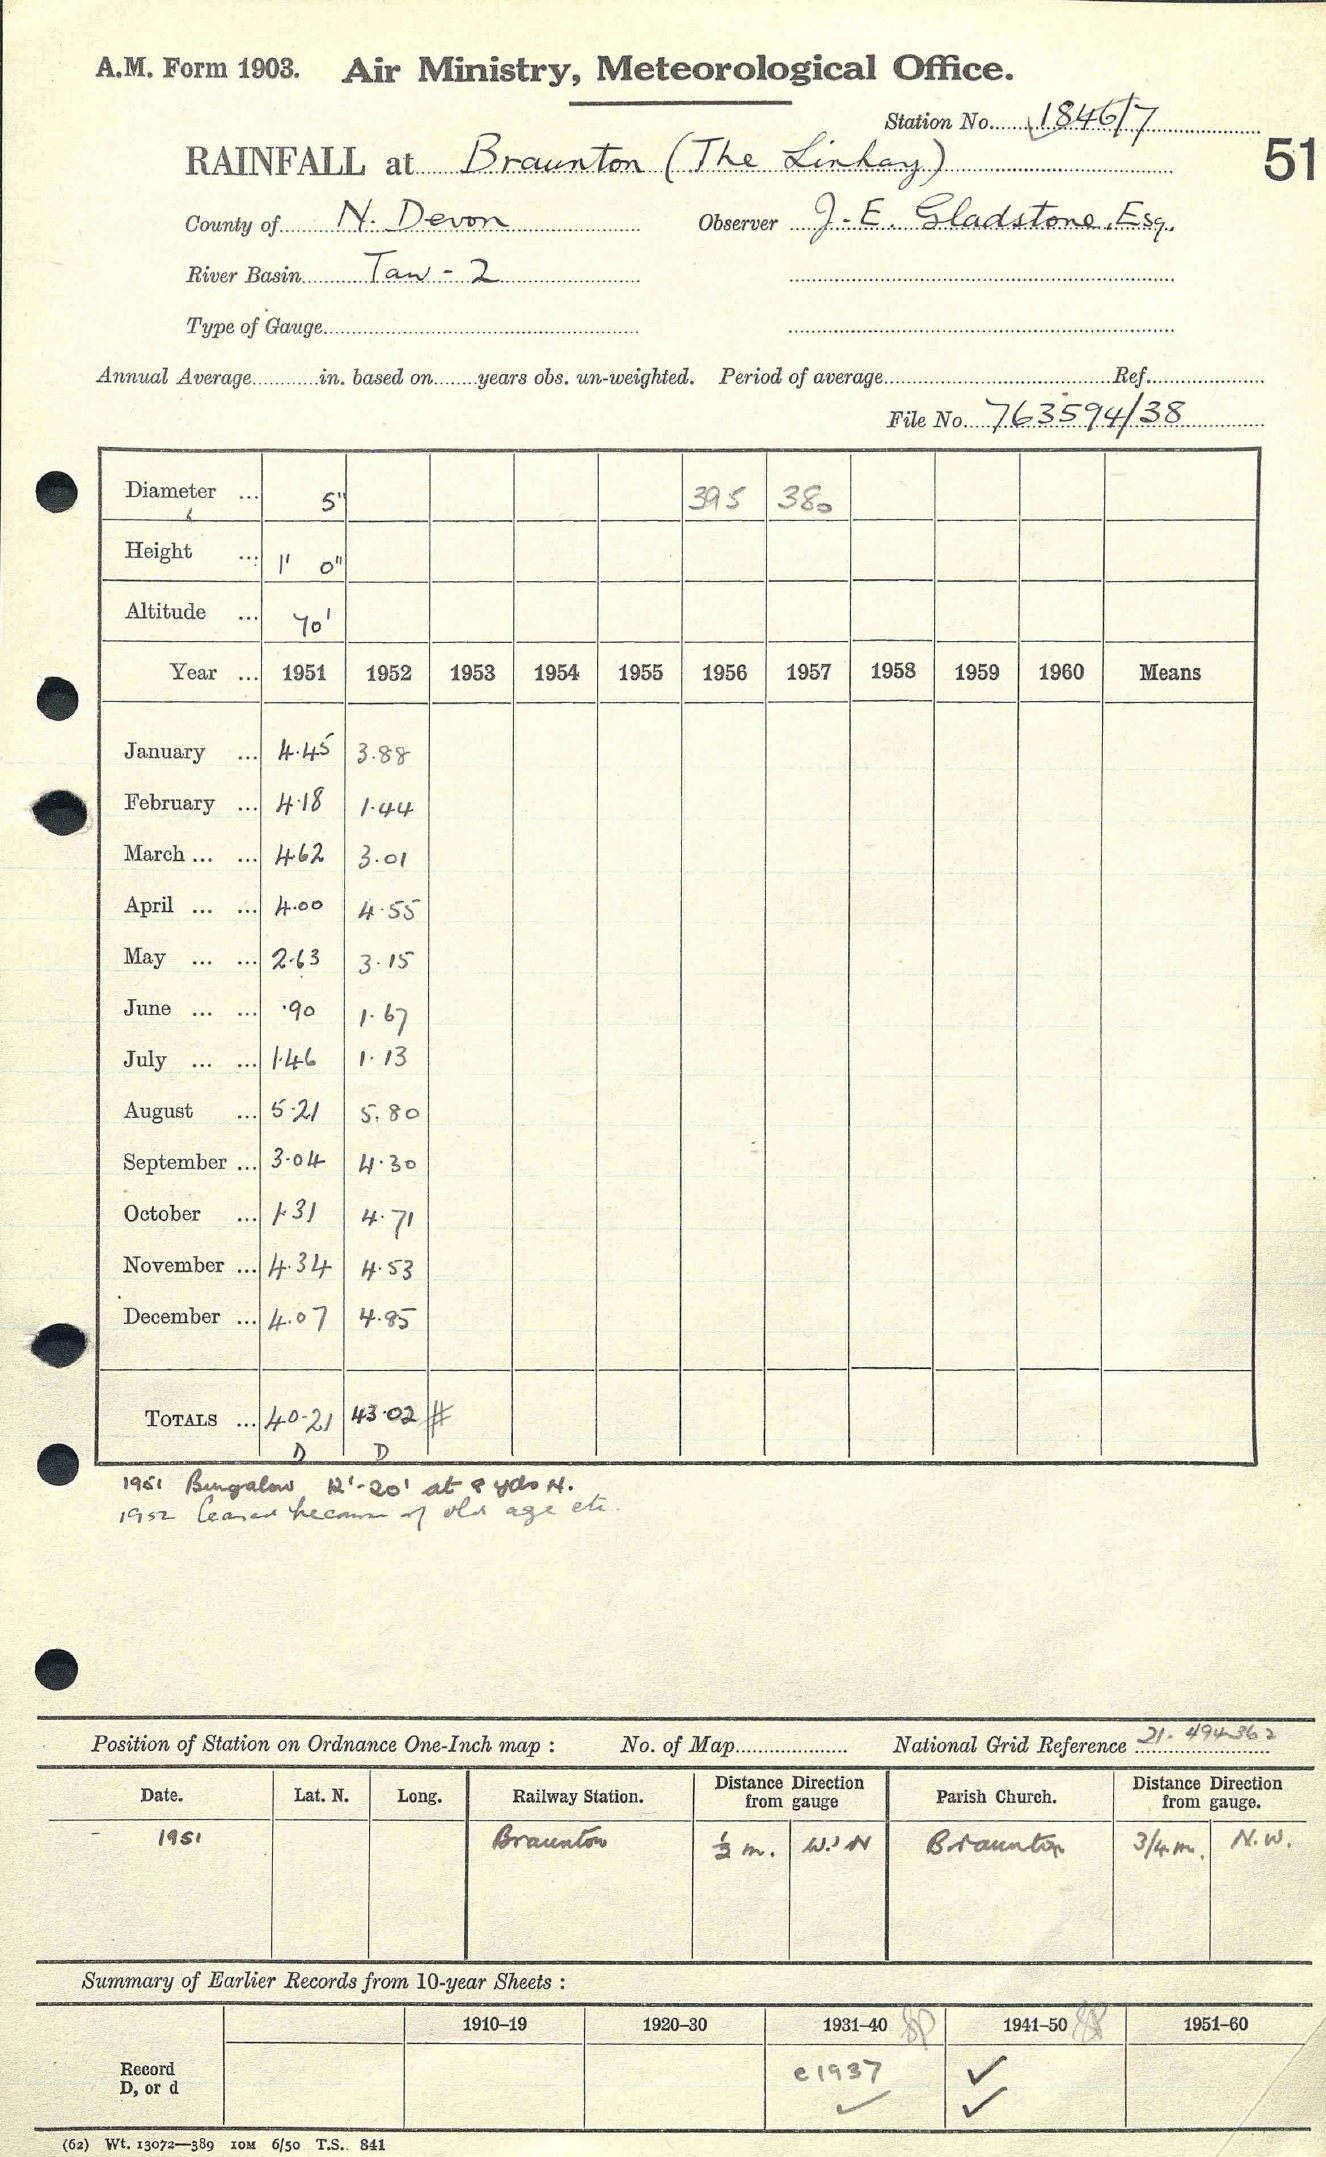 A.M. Form 1903. Air Ministry, Meteorological Office.
Station No. 1846/7
RAINFALL at Braunton (The Linhay)
51
County of N. Devon Observer J. E. Gladstone, Esq.
River Basin Taw - 2
Type of Gauge
Annual Average in. based on years obs. un-weighted. Period of average Ref.
File No. 763594/38
Diameter ... 5" 395 380
Height ... 1' 0"
Altitude ... 70'
Year ... 1951 1952 1953 1954 1955 1956 1957 1958 1959 1960 Means
January ... 4.45 3.88
February ... 4.18 1.44
March ... ... 4.62 3.01
April ... ... 4.00 4.55
May ... ... 2.63 3.15
June ... ... .90 1.67
July ... ... 1.46 1.13
August ... 5.21 5.80
September ... 3.04 4.30
October ... 1.31 4.71
November ... 4.34 4.53
December ... 4.07 4.85
TOTALS ... 40.21 43.02 #
D D
1951 Bungalow 12'-20' at 8 yds N.
1952 Ceased because of old age etc.
Position of Station on Ordnance One-Inch map : No. of Map National Grid Reference 21. 494362
Date. Lat. N. Long. Railway Station. Distance Direction from gauge Parish Church. Distance Direction from gauge.
1951 Braunton ½ m. W.'N Braunton 3/4 m. N.W.
Summary of Earlier Records from 10-year Sheets :
1910–19 1920–30 1931–40 1941–50 1951–60
Record D, or d c1937 ✓ ✓ ✓
(62) Wt. 13072—389 10M 6/50 T.S. 841